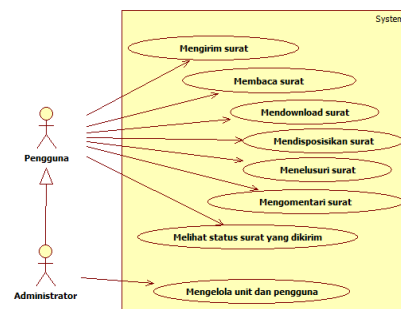 System
Mengirim surat
Membaca surat
Mendownload surat
Pengguna
Mendisposisikan surat
Menelusuri surat
Mengomentari surat
Melihat status surat yang dikirim
Administrator
Mengelola unit dan pengguna